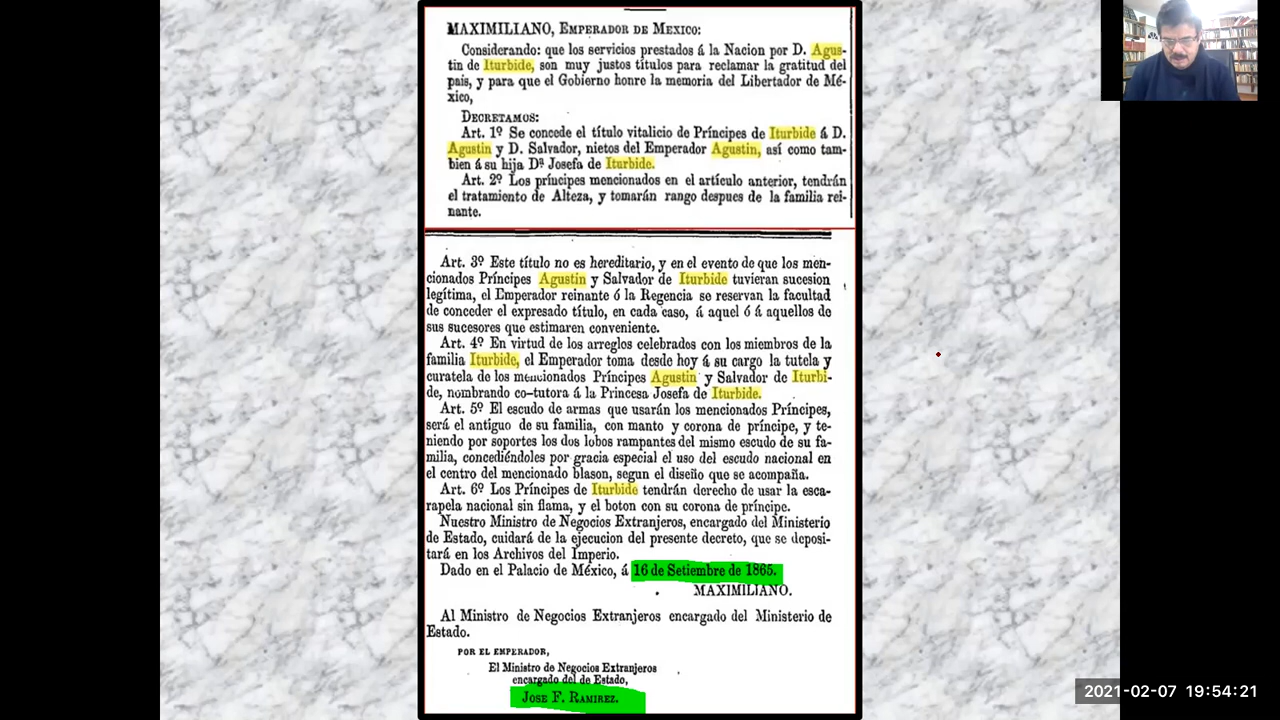 MAXIMILIANO, EMPERADOR DE MEXICO:
Considerando: que los servicios prestados á la Nacion por D. Agus-
tin de Iturbide, son muy justos títulos para reclamar la gratitud del
pais, y para que el Gobierno honre la memoria del Libertador de Mé-
xico,
DECRETAMOS:
Art. 1º Se concede el título vitalicio de Príncipes de Iturbide á D.
Agustin y D. Salvador, nietos del Emperador Agustin, así como tam-
bien á su hija Dª Josefa de Iturbide.
Art. 2º Los príncipes mencionados en el artículo anterior, tendrán
el tratamiento de Alteza, y tomarán rango despues de la familia rei-
nante.
Art. 3º Este título no es hereditario, y en el evento de que los men-
cionados Príncipes Agustin y Salvador de Iturbide tuvieran sucesion
legítima, el Emperador reinante ó la Regencia se reservan la facultad
de conceder el expresado título, en cada caso, á aquel ó á aquellos de
sus sucesores que estimaren conveniente.
Art. 4º En virtud de los arreglos celebrados con los miembros de la
familia Iturbide, el Emperador toma desde hoy á su cargo la tutela y
curatela de los mencionados Príncipes Agustin y Salvador de Iturbi-
de, nombrando co-tutora á la Princesa Josefa de Iturbide.
Art. 5º El escudo de armas que usarán los mencionados Príncipes,
será el antiguo de su familia, con manto y corona de príncipe, y te-
niendo por soportes los dos lobos rampantes del mismo escudo de su fa-
milia, concediéndoles por gracia especial el uso del escudo nacional en
el centro del mencionado blason, segun el diseño que se acompaña.
Art. 6º Los Príncipes de Iturbide tendrán derecho de usar la esca-
rapela nacional sin flama, y el boton con su corona de príncipe.
Nuestro Ministro de Negocios Extranjeros, encargado del Ministerio
de Estado, cuidará de la ejecucion del presente decreto, que se deposi-
tará en los Archivos del Imperio.
Dado en el Palacio de México, á 16 de Setiembre de 1865.
MAXIMILIANO.
Al Ministro de Negocios Extranjeros encargado del Ministerio de
Estado.
POR EL EMPERADOR,
El Ministro de Negocios Extranjeros
encargado del de Estado,
JOSE F. RAMIREZ.
2021-02-07 19:54:21